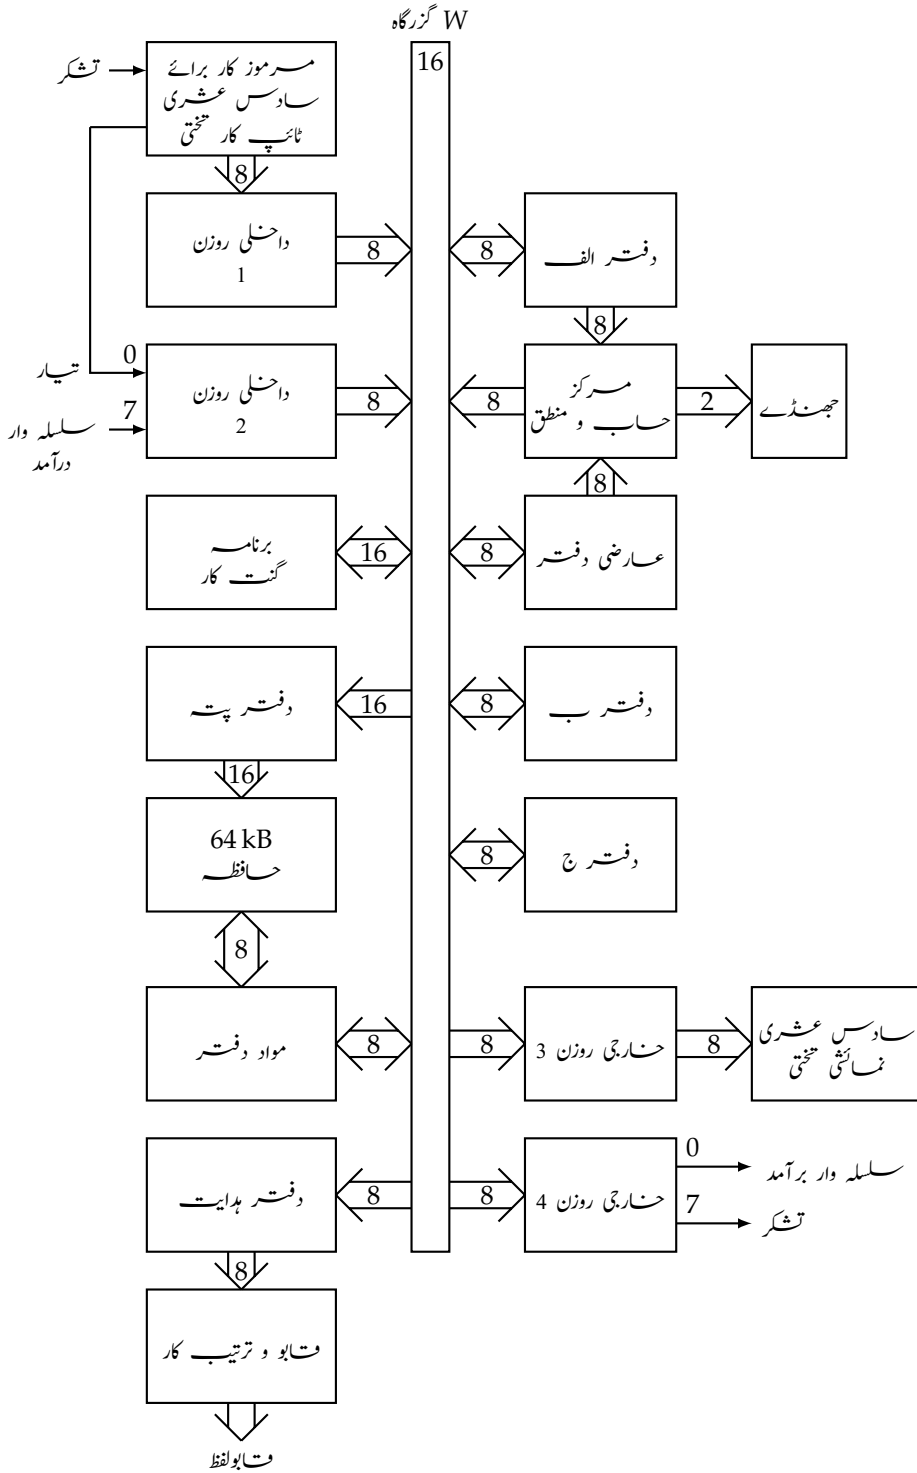 W گزرگاہ
16
مرموز کار برائے
سادس عشری
ٹائپ کار تختی
تشکر
8
داخلی روزن
1
8
8
دفتر الف
8
0
تیار
7
سلسلہ وار
درآمد
داخلی روزن
2
8
8
مرکز
حساب و منطق
2
جھنڈے
8
برنامہ
گنت کار
16
8
عارضی دفتر
دفتر پتہ
16
8
دفتر ب
16
64 kB
حافظہ
8
دفتر ج
8
مواد دفتر
8
8
خارجی روزن 3
8
سادس عشری
نمائشی تختی
دفتر ہدایت
8
8
خارجی روزن 4
0
سلسلہ وار برآمد
7
تشکر
8
قابو و ترتیب کار
قابولفظ